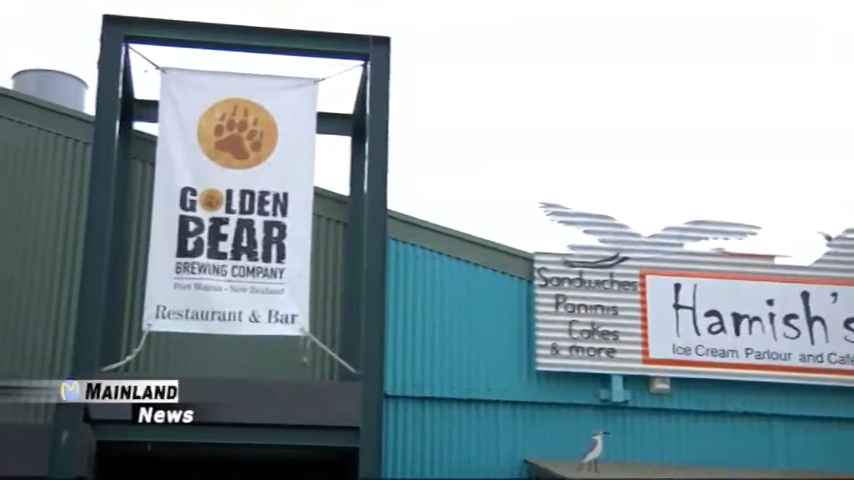 GOLDEN
BEAR
BREWING COMPANY
Port Mapua - New Zealand
Restaurant & Bar
Sandwiches
Paninis
Cakes
& more
Hamish's
Ice Cream Parlour and Café
MAINLAND
News